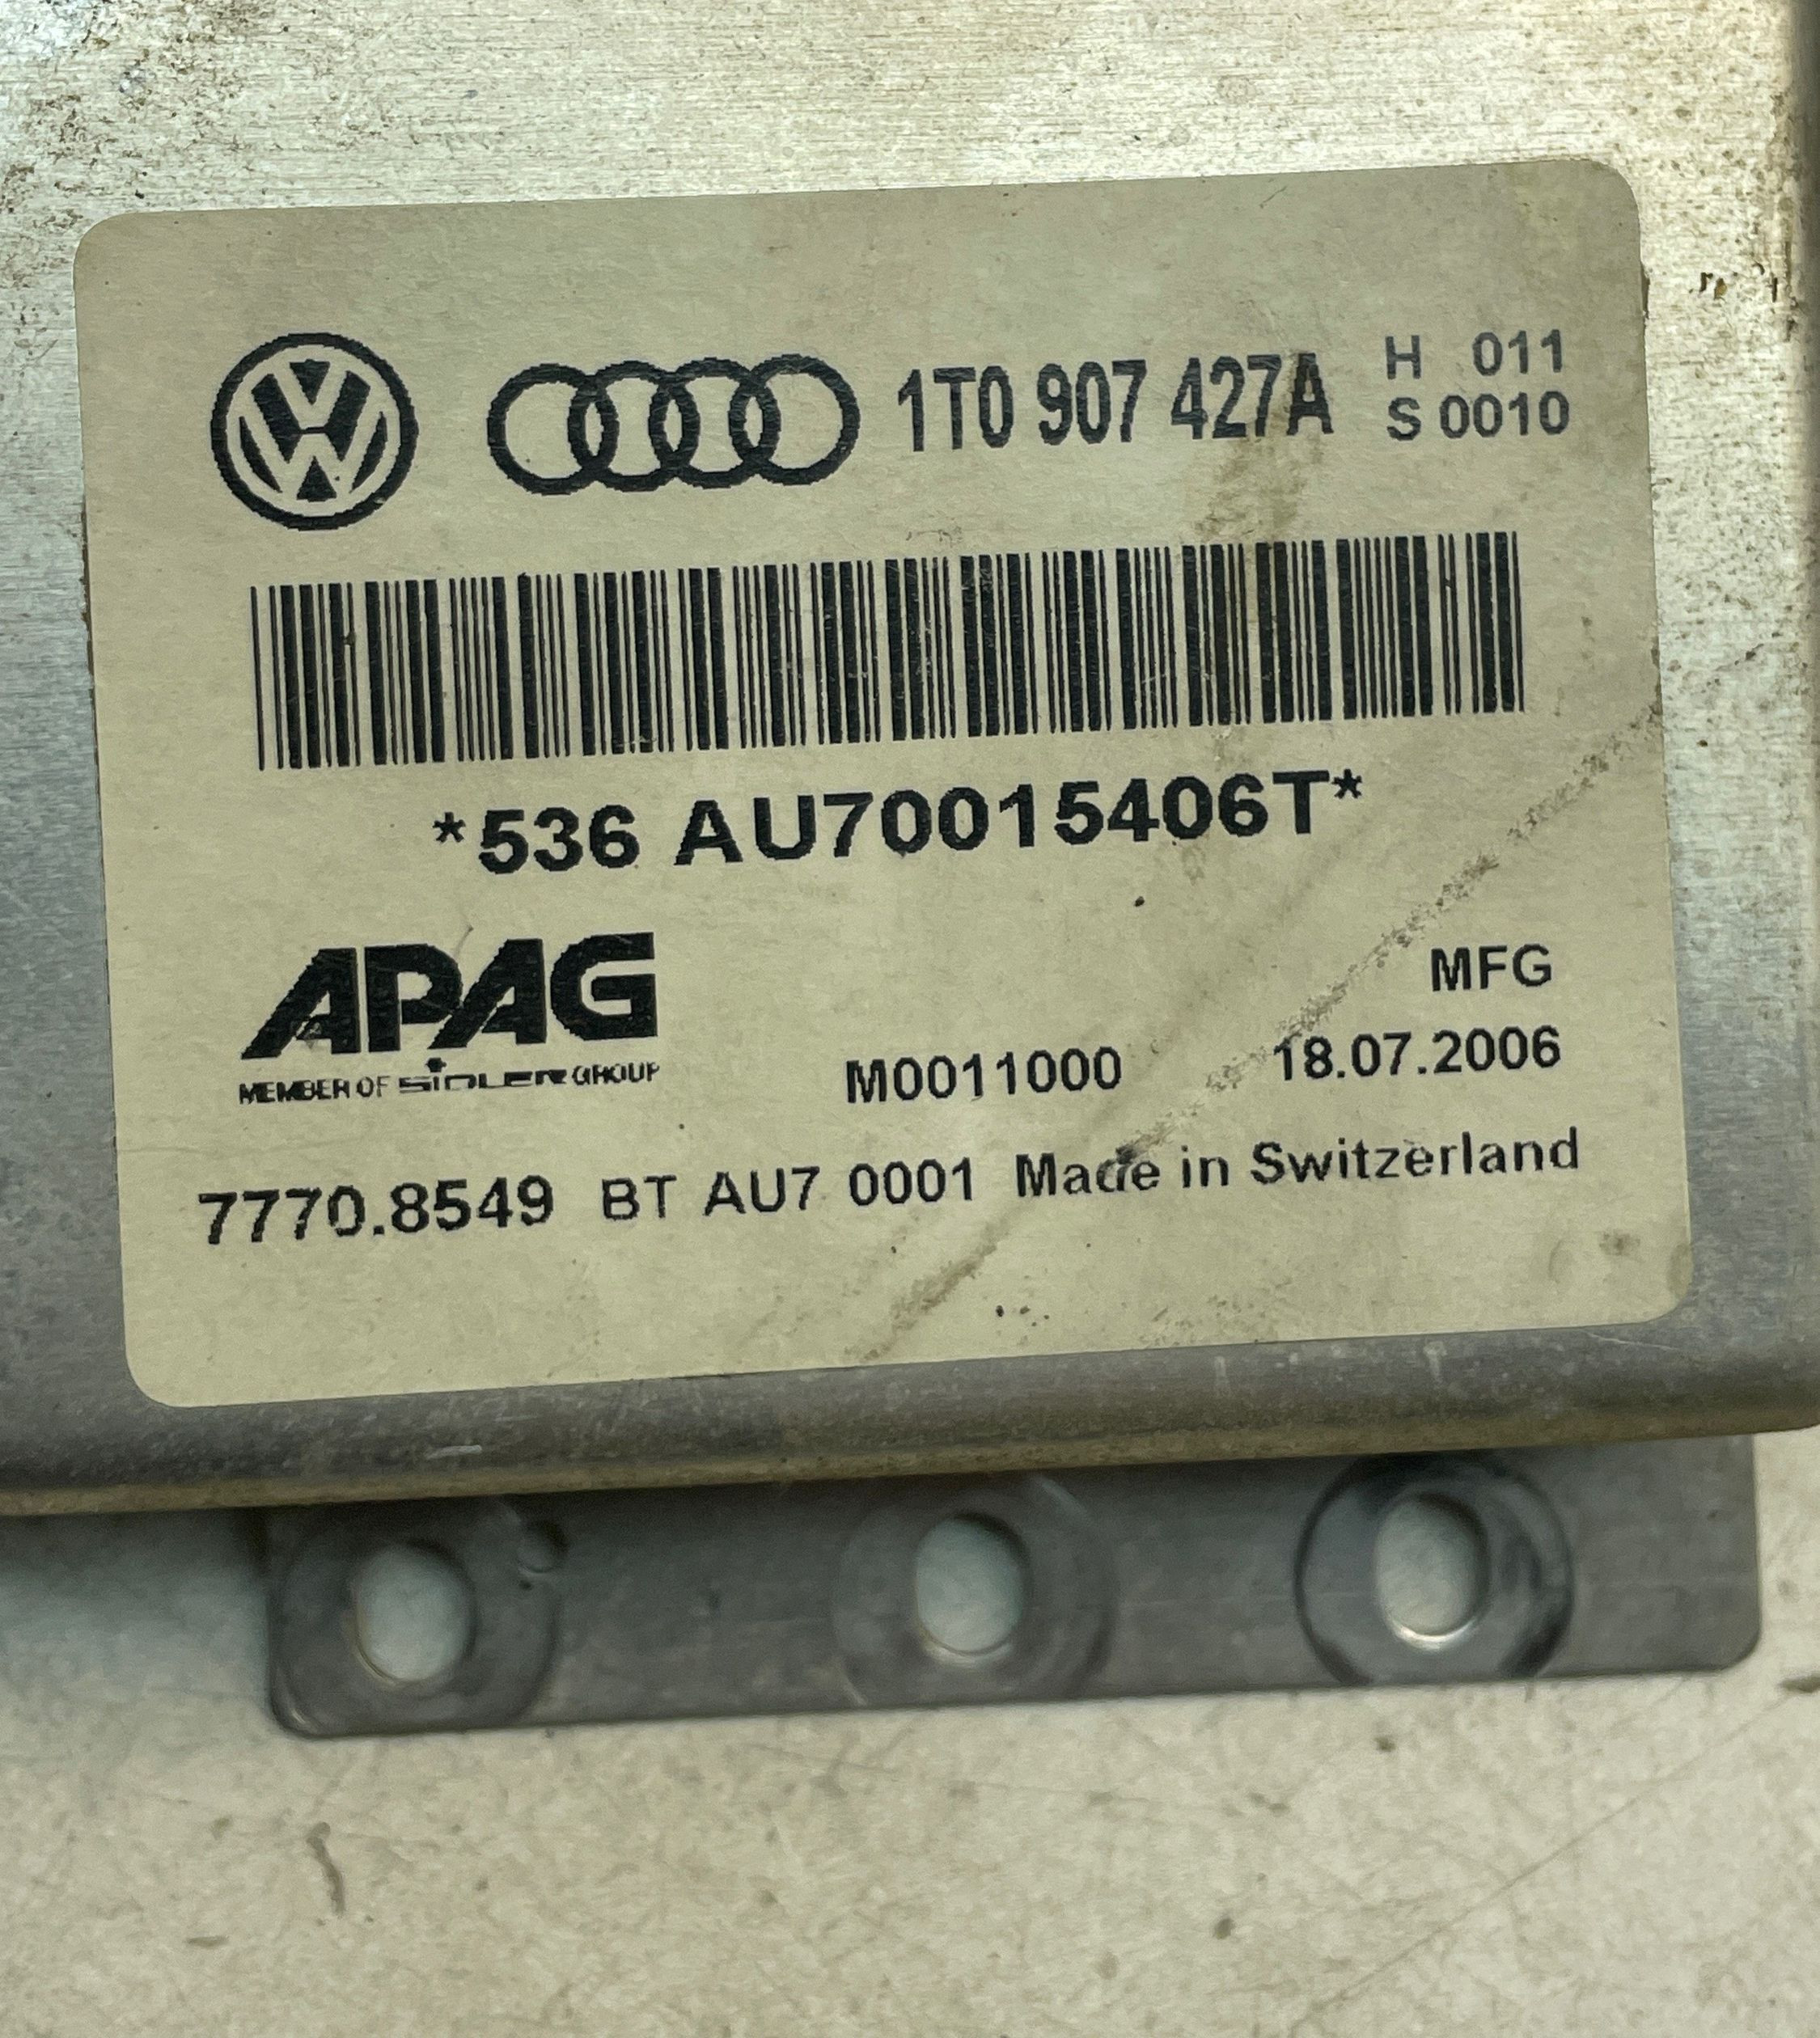 1T0 907 427A H 011
S 0010
*536 AU70015406T*
APAG
MEMBER OF SIDLER GROUP
MFG
M0011000 18.07.2006
7770.8549 BT AU7 0001 Made in Switzerland